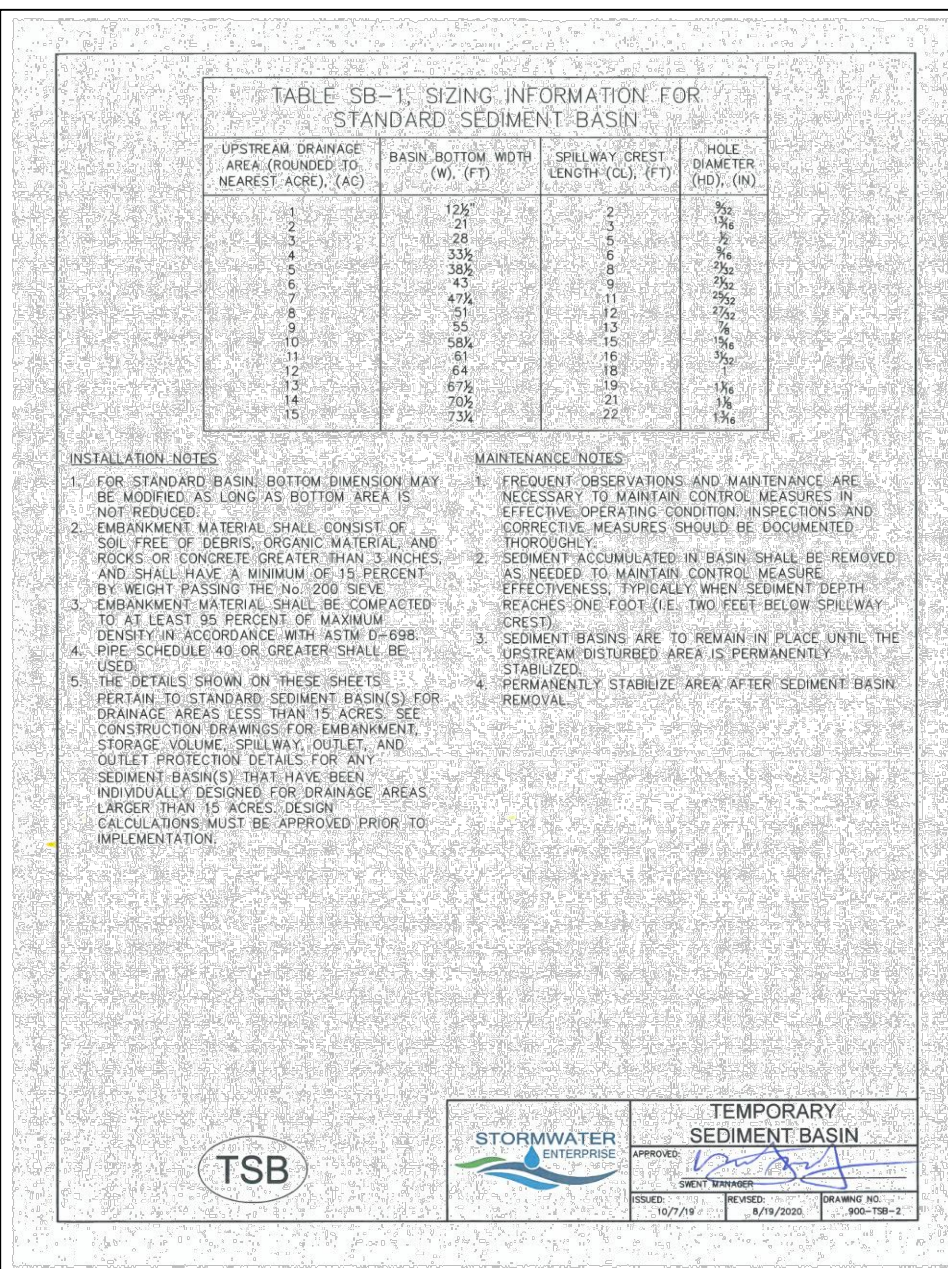 TABLE SB-1, SIZING INFORMATION FOR
STANDARD SEDIMENT BASIN
UPSTREAM DRAINAGE AREA (ROUNDED TO NEAREST ACRE), (AC) BASIN BOTTOM WIDTH (W), (FT) SPILLWAY CREST LENGTH (CL), (FT) HOLE DIAMETER (HD), (IN)
1 12½" 2 9/32
2 21 3 13/16
3 28 5 ½
4 33½ 6 9/16
5 38½ 8 21/32
6 43 9 21/32
7 47¼ 11 25/32
8 51 12 27/32
9 55 13 7/8
10 58¼ 15 15/16
11 61 16 31/32
12 64 18 1
13 67½ 19 1 1/16
14 70½ 21 1 1/8
15 73¼ 22 1 3/16
INSTALLATION NOTES
1. FOR STANDARD BASIN, BOTTOM DIMENSION MAY
BE MODIFIED AS LONG AS BOTTOM AREA IS
NOT REDUCED.
2. EMBANKMENT MATERIAL SHALL CONSIST OF
SOIL FREE OF DEBRIS, ORGANIC MATERIAL, AND
ROCKS OR CONCRETE GREATER THAN 3 INCHES,
AND SHALL HAVE A MINIMUM OF 15 PERCENT
BY WEIGHT PASSING THE No. 200 SIEVE
3. EMBANKMENT MATERIAL SHALL BE COMPACTED
TO AT LEAST 95 PERCENT OF MAXIMUM
DENSITY IN ACCORDANCE WITH ASTM D-698.
4. PIPE SCHEDULE 40 OR GREATER SHALL BE
USED.
5. THE DETAILS SHOWN ON THESE SHEETS
PERTAIN TO STANDARD SEDIMENT BASIN(S) FOR
DRAINAGE AREAS LESS THAN 15 ACRES. SEE
CONSTRUCTION DRAWINGS FOR EMBANKMENT,
STORAGE VOLUME, SPILLWAY, OUTLET, AND
OUTLET PROTECTION DETAILS FOR ANY
SEDIMENT BASIN(S) THAT HAVE BEEN
INDIVIDUALLY DESIGNED FOR DRAINAGE AREAS
LARGER THAN 15 ACRES. DESIGN
CALCULATIONS MUST BE APPROVED PRIOR TO
IMPLEMENTATION.
MAINTENANCE NOTES
1. FREQUENT OBSERVATIONS AND MAINTENANCE ARE
NECESSARY TO MAINTAIN CONTROL MEASURES IN
EFFECTIVE OPERATING CONDITION. INSPECTIONS AND
CORRECTIVE MEASURES SHOULD BE DOCUMENTED
THOROUGHLY.
2. SEDIMENT ACCUMULATED IN BASIN SHALL BE REMOVED
AS NEEDED TO MAINTAIN CONTROL MEASURE
EFFECTIVENESS, TYPICALLY WHEN SEDIMENT DEPTH
REACHES ONE FOOT (I.E. TWO FEET BELOW SPILLWAY
CREST)
3. SEDIMENT BASINS ARE TO REMAIN IN PLACE UNTIL THE
UPSTREAM DISTURBED AREA IS PERMANENTLY
STABILIZED.
4. PERMANENTLY STABILIZE AREA AFTER SEDIMENT BASIN
REMOVAL.
TSB
STORMWATER
ENTERPRISE
TEMPORARY
SEDIMENT BASIN
APPROVED:
SWENT MANAGER
ISSUED: 10/7/19
REVISED: 8/19/2020
DRAWING NO. 900-TSB-2